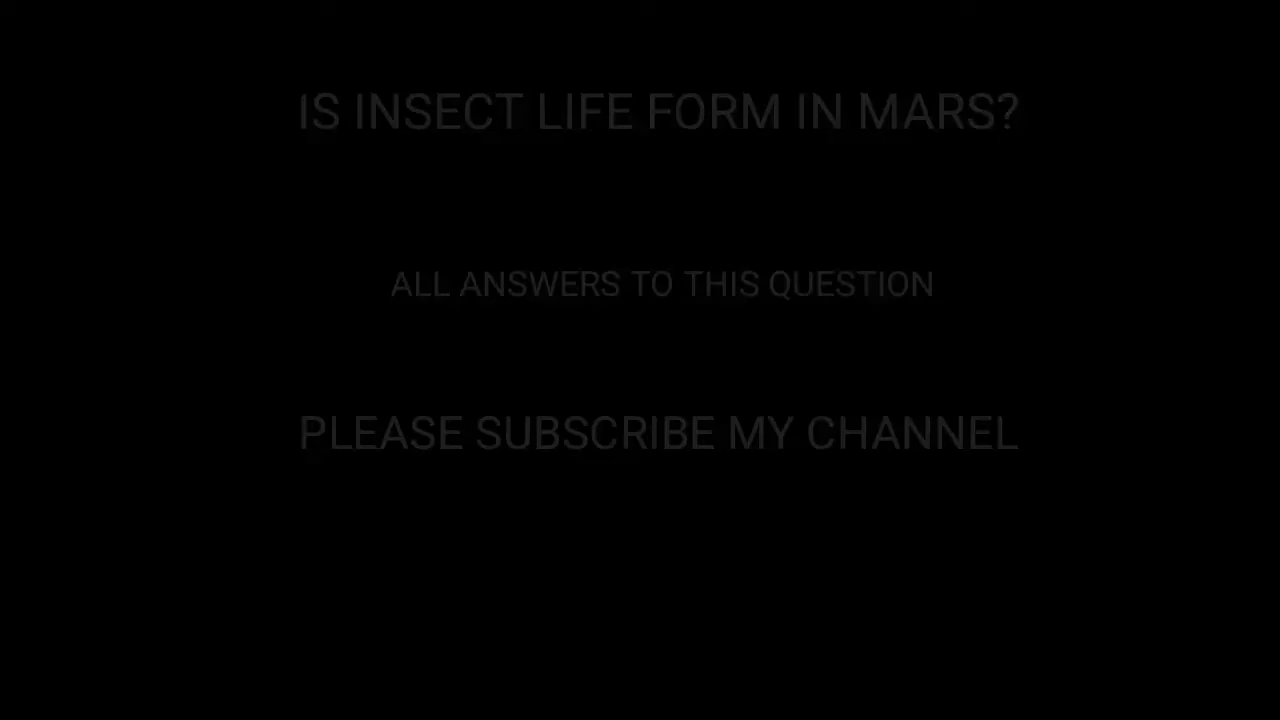 IS INSECT LIFE FORM IN MARS?
ALL ANSWERS TO THIS QUESTION
PLEASE SUBSCRIBE MY CHANNEL